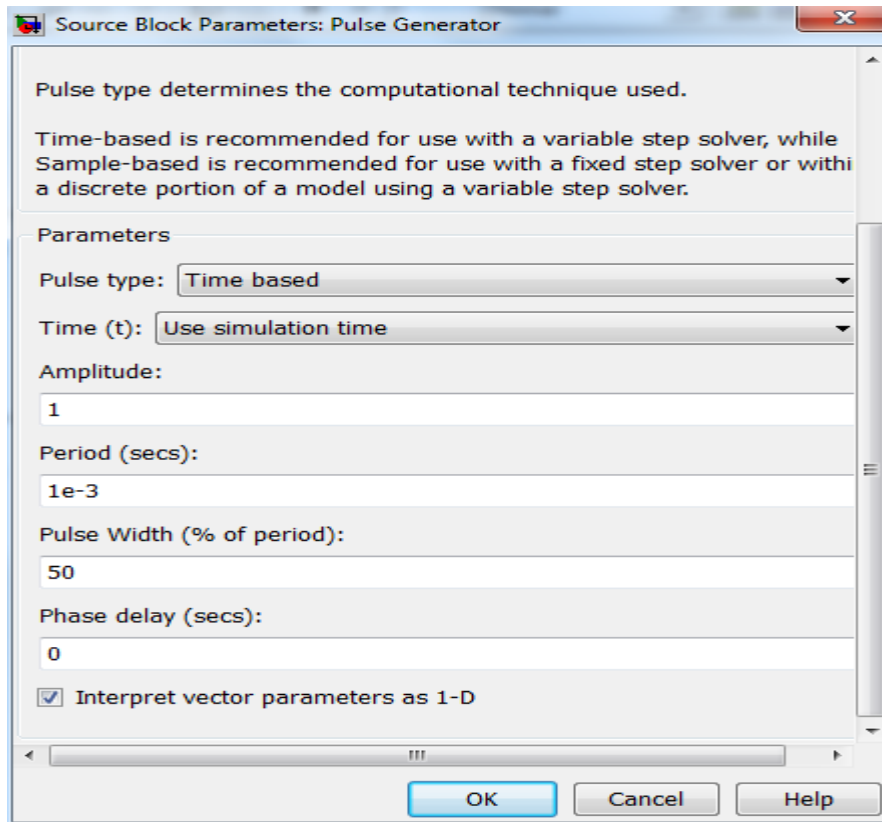 Source Block Parameters: Pulse Generator
Pulse type determines the computational technique used.
Time-based is recommended for use with a variable step solver, while
Sample-based is recommended for use with a fixed step solver or withi
a discrete portion of a model using a variable step solver.
Parameters
Pulse type: Time based
Time (t): Use simulation time
Amplitude:
1
Period (secs):
1e-3
Pulse Width (% of period):
50
Phase delay (secs):
0
Interpret vector parameters as 1-D
OK Cancel Help